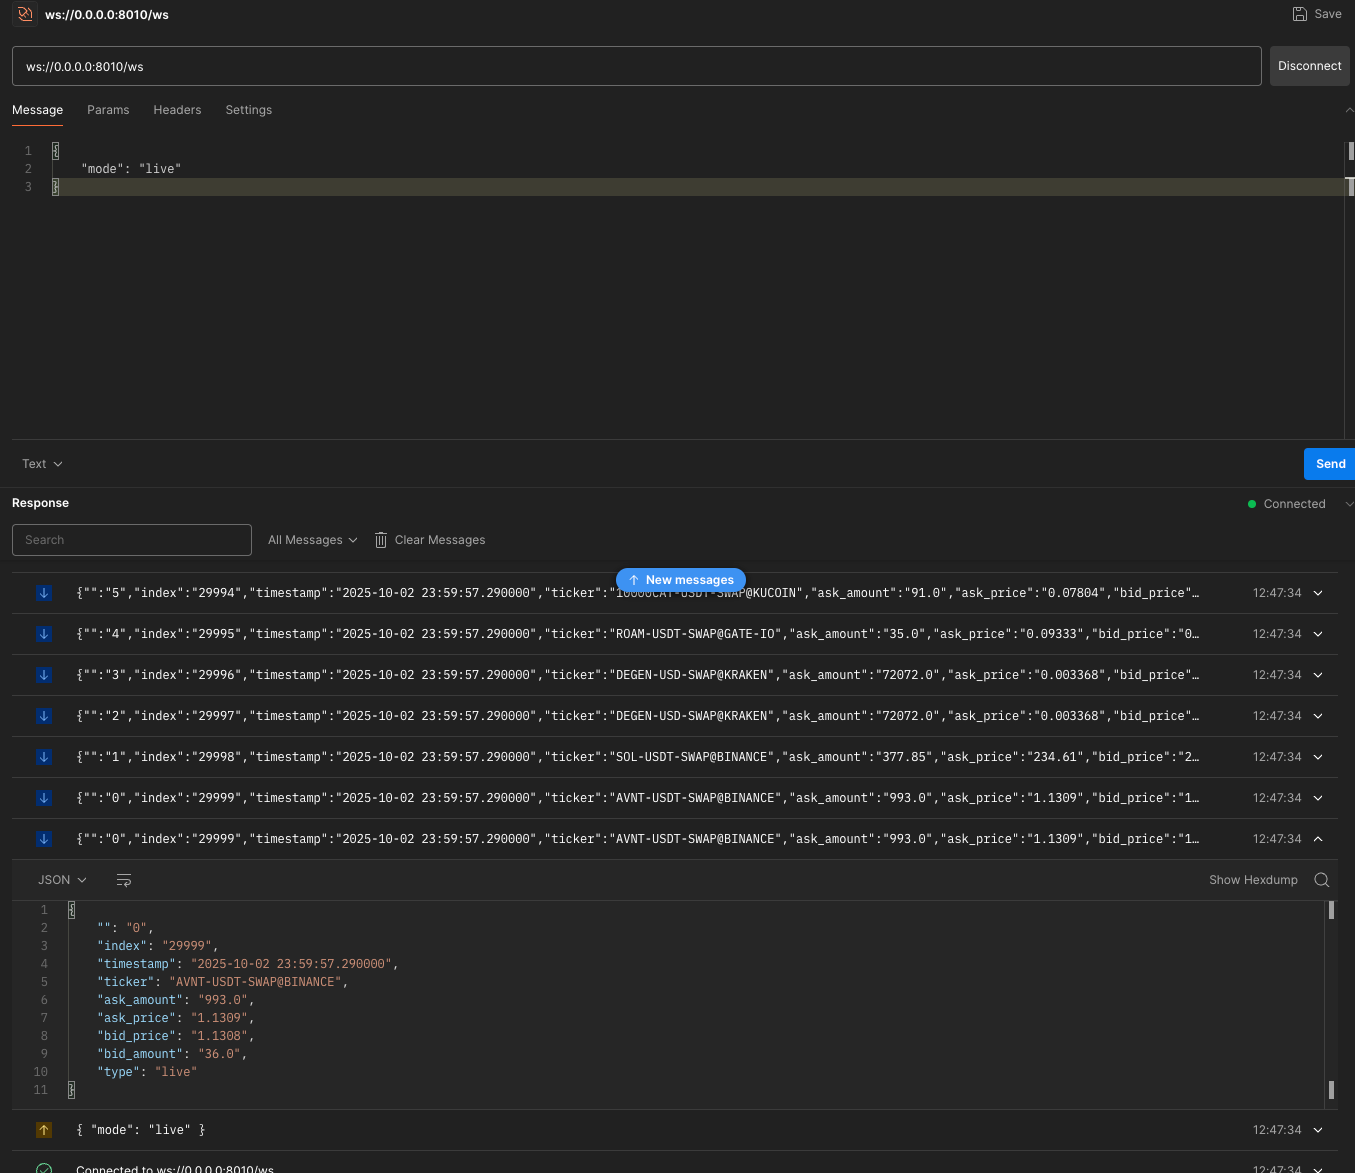 ws://0.0.0.0:8010/ws
Save
ws://0.0.0.0:8010/ws
Disconnect
Message Params Headers Settings
1 {
2 "mode": "live"
3 }
Text
Send
Response
Connected
Search
All Messages
Clear Messages
New messages
{"":"5","index":"29994","timestamp":"2025-10-02 23:59:57.290000","ticker":"10000CAT-USDT-SWAP@KUCOIN","ask_amount":"91.0","ask_price":"0.07804","bid_price"… 12:47:34
{"":"4","index":"29995","timestamp":"2025-10-02 23:59:57.290000","ticker":"ROAM-USDT-SWAP@GATE-IO","ask_amount":"35.0","ask_price":"0.09333","bid_price":"0… 12:47:34
{"":"3","index":"29996","timestamp":"2025-10-02 23:59:57.290000","ticker":"DEGEN-USD-SWAP@KRAKEN","ask_amount":"72072.0","ask_price":"0.003368","bid_price"… 12:47:34
{"":"2","index":"29997","timestamp":"2025-10-02 23:59:57.290000","ticker":"DEGEN-USD-SWAP@KRAKEN","ask_amount":"72072.0","ask_price":"0.003368","bid_price"… 12:47:34
{"":"1","index":"29998","timestamp":"2025-10-02 23:59:57.290000","ticker":"SOL-USDT-SWAP@BINANCE","ask_amount":"377.85","ask_price":"234.61","bid_price":"2… 12:47:34
{"":"0","index":"29999","timestamp":"2025-10-02 23:59:57.290000","ticker":"AVNT-USDT-SWAP@BINANCE","ask_amount":"993.0","ask_price":"1.1309","bid_price":"1… 12:47:34
{"":"0","index":"29999","timestamp":"2025-10-02 23:59:57.290000","ticker":"AVNT-USDT-SWAP@BINANCE","ask_amount":"993.0","ask_price":"1.1309","bid_price":"1… 12:47:34
JSON
Show Hexdump
1 {
2 "": "0",
3 "index": "29999",
4 "timestamp": "2025-10-02 23:59:57.290000",
5 "ticker": "AVNT-USDT-SWAP@BINANCE",
6 "ask_amount": "993.0",
7 "ask_price": "1.1309",
8 "bid_price": "1.1308",
9 "bid_amount": "36.0",
10 "type": "live"
11 }
{ "mode": "live" } 12:47:34
Connected to ws://0.0.0.0:8010/ws 12:47:34